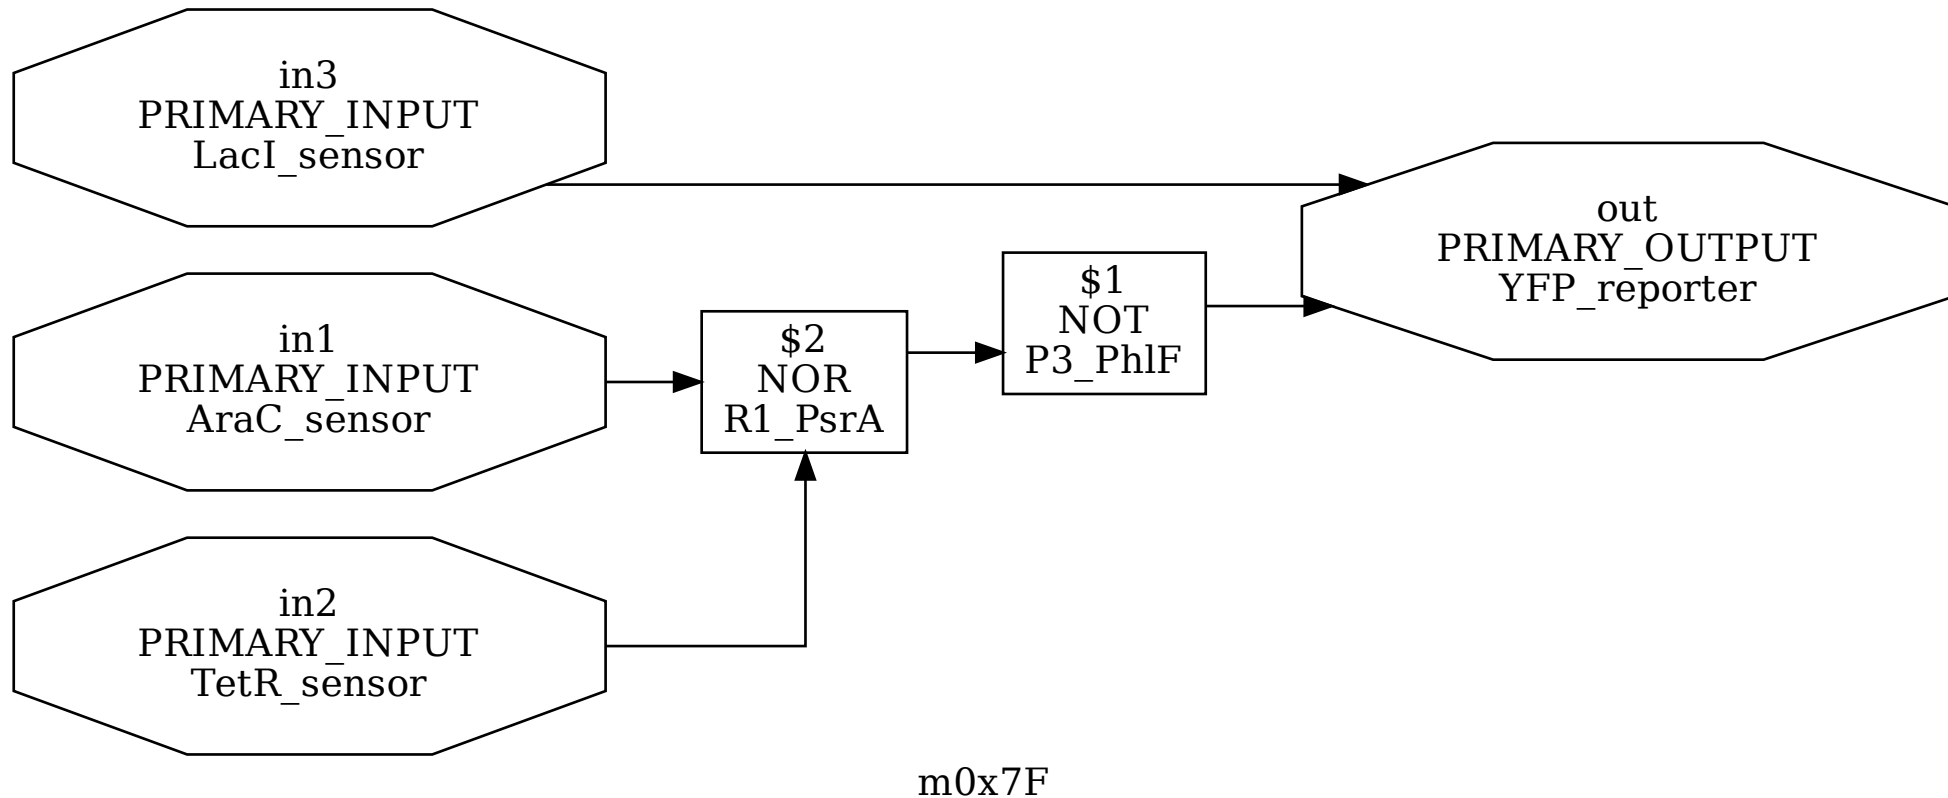 in3
PRIMARY_INPUT
LacI_sensor
in1
PRIMARY_INPUT
AraC_sensor
in2
PRIMARY_INPUT
TetR_sensor
$2
NOR
R1_PsrA
$1
NOT
P3_PhlF
out
PRIMARY_OUTPUT
YFP_reporter
m0x7F